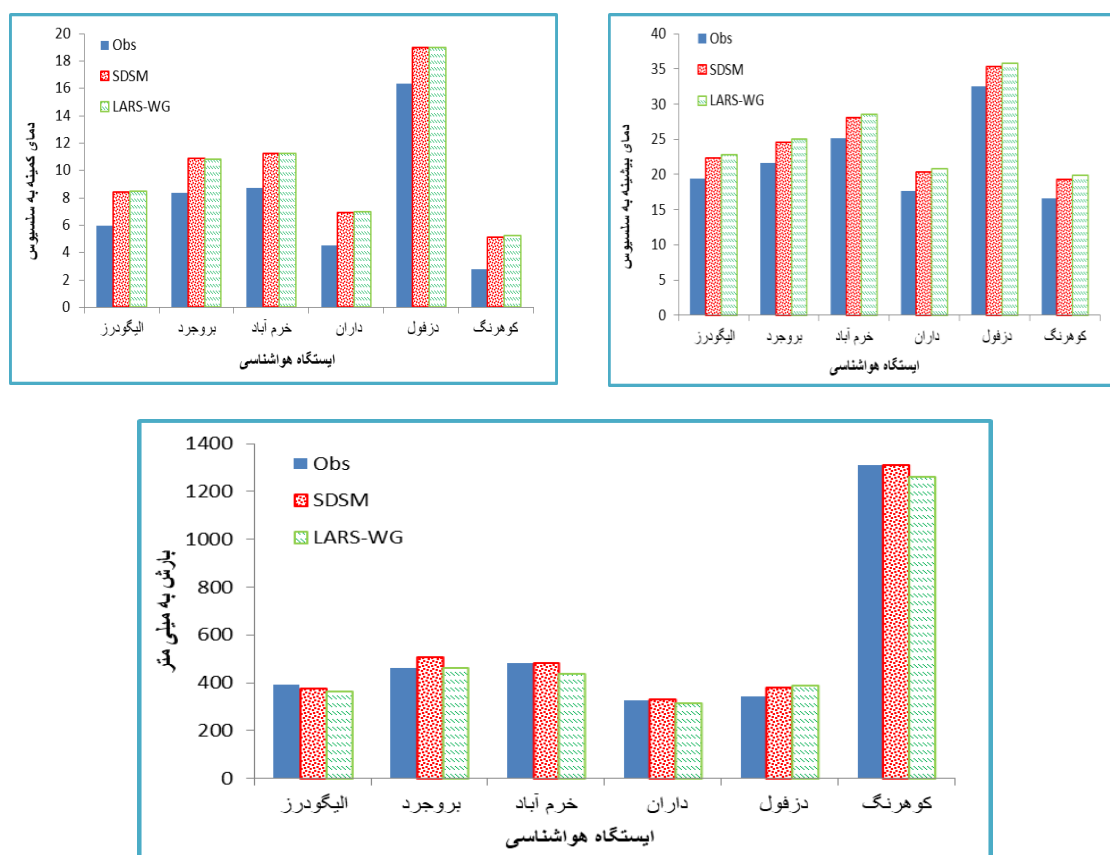 20
18
16
14
12
10
8
6
4
2
0
Obs
SDSM
LARS-WG
دمای کمینه به سلسیوس
الیگودرز بروجرد خرم آباد داران دزفول کوهرنگ
ایستگاه هواشناسی
40
35
30
25
20
15
10
5
0
Obs
SDSM
LARS-WG
دمای بیشینه به سلسیوس
الیگودرز بروجرد خرم آباد داران دزفول کوهرنگ
ایستگاه هواشناسی
1400
1200
1000
800
600
400
200
0
Obs
SDSM
LARS-WG
بارش به میلی متر
الیگودرز بروجرد خرم آباد داران دزفول کوهرنگ
ایستگاه هواشناسی